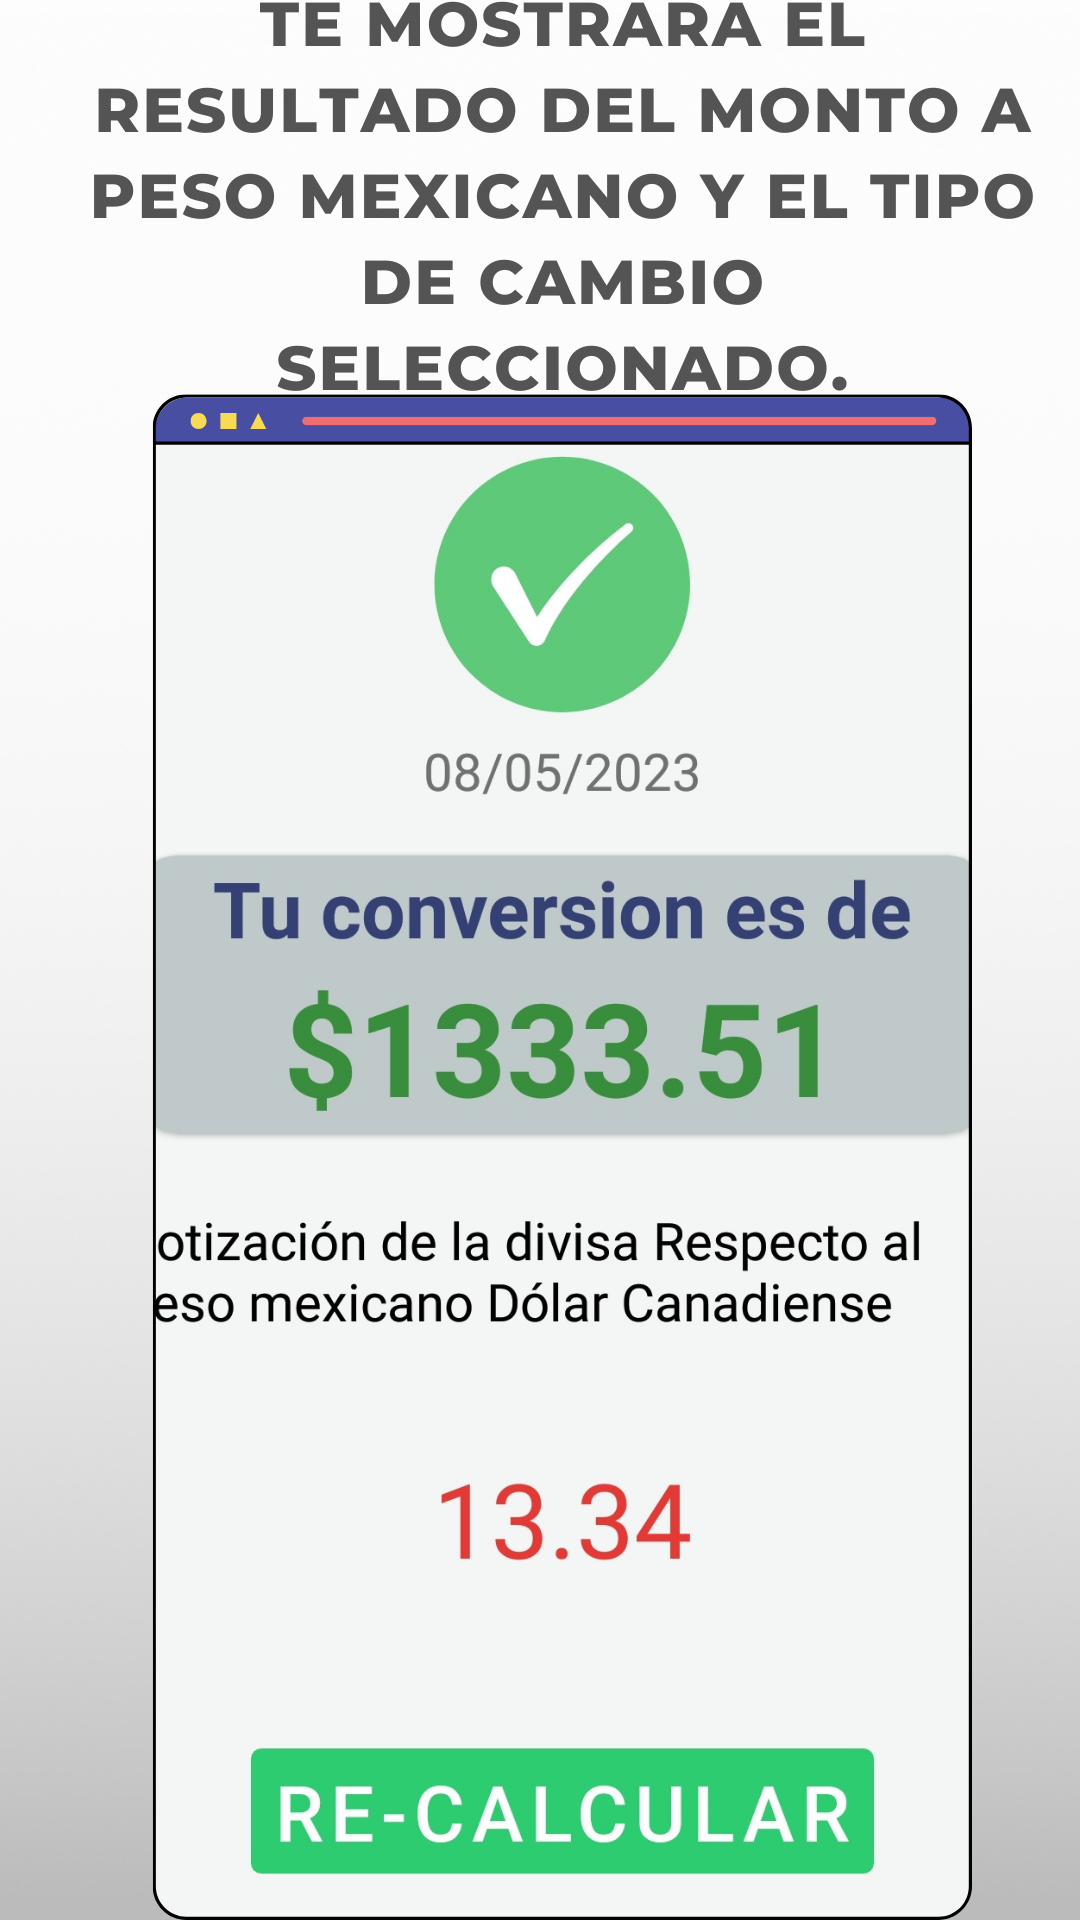 TE MOSTRARA EL
RESULTADO DEL MONTO A
PESO MEXICANO Y EL TIPO
DE CAMBIO
SELECCIONADO.
08/05/2023
Tu conversion es de
$1333.51
otización de la divisa Respecto al
eso mexicano Dólar Canadiense
13.34
RE-CALCULAR